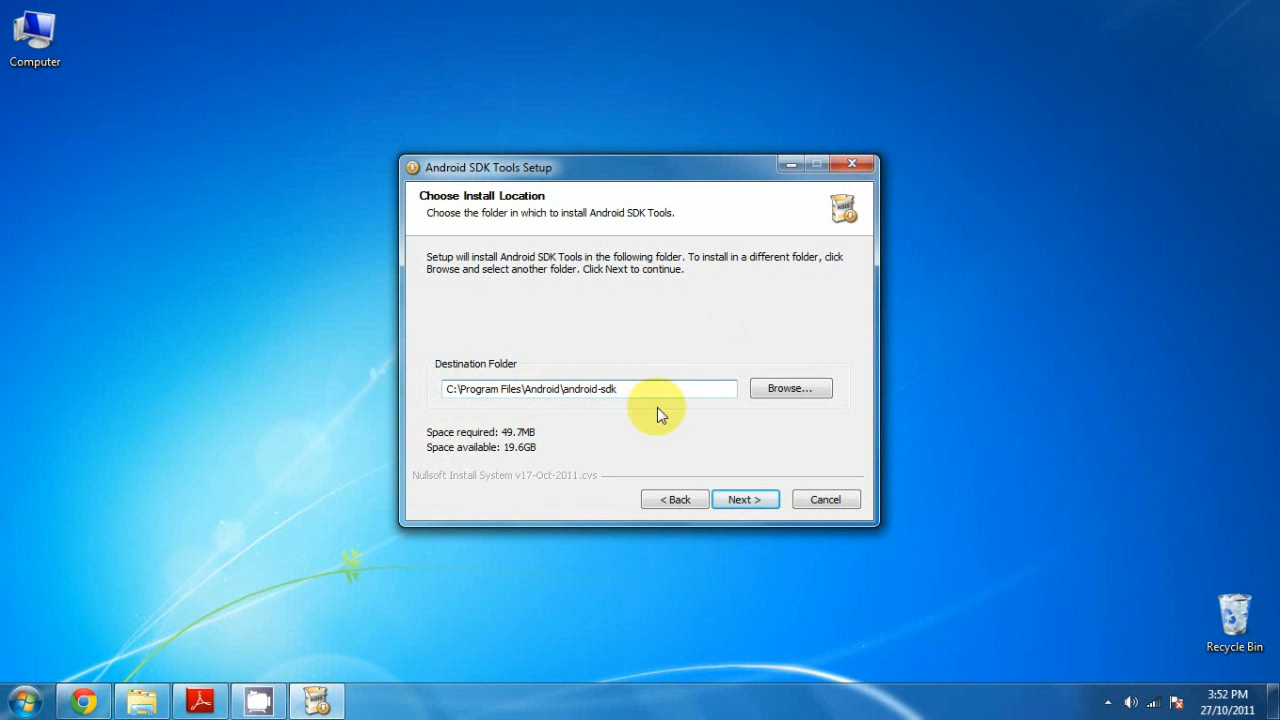 Computer
Android SDK Tools Setup
Choose Install Location
Choose the folder in which to install Android SDK Tools.
Setup will install Android SDK Tools in the following folder. To install in a different folder, click
Browse and select another folder. Click Next to continue.
Destination Folder
C:\Program Files\Android\android-sdk
Browse...
Space required: 49.7MB
Space available: 19.6GB
Nullsoft Install System v17-Oct-2011.cvs
< Back
Next >
Cancel
Recycle Bin
3:52 PM
27/10/2011